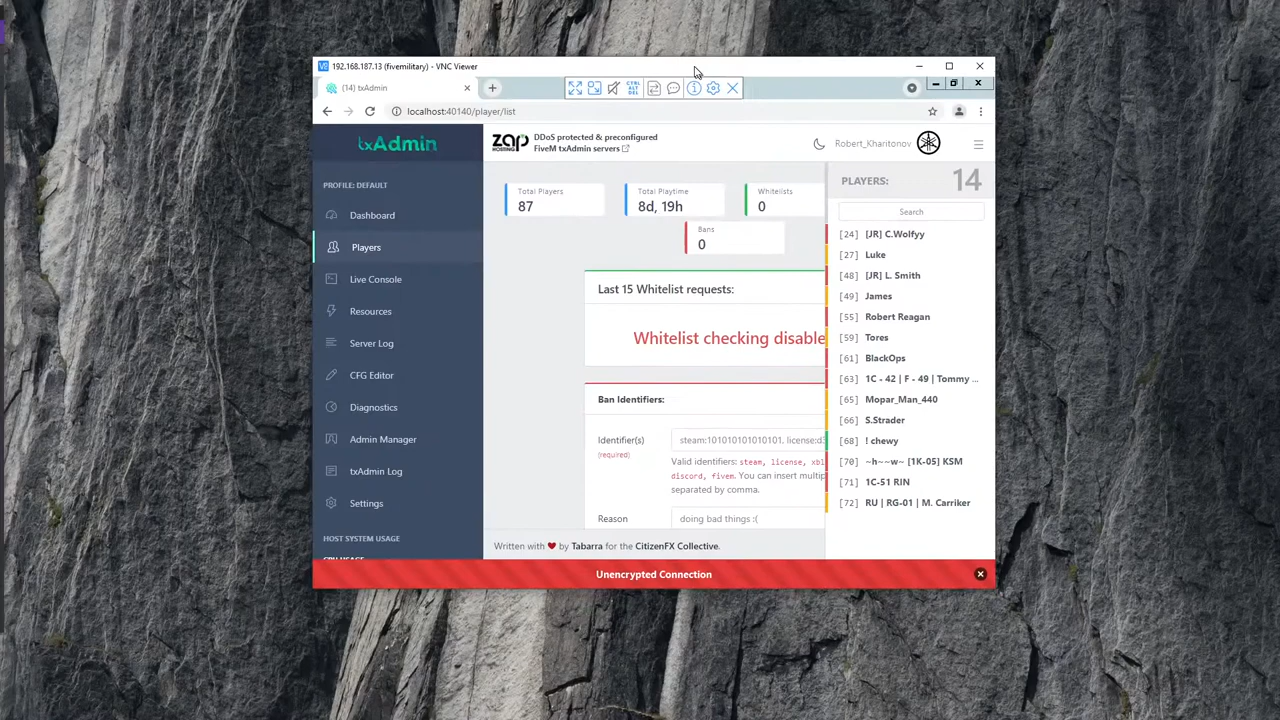 192.168.187.13 (fivemilitary) - VNC Viewer
(14) txAdmin
CTRL
ALT
DEL
localhost:40140/player/list
txAdmin
PROFILE: DEFAULT
Dashboard
Players
Live Console
Resources
Server Log
CFG Editor
Diagnostics
Admin Manager
txAdmin Log
Settings
HOST SYSTEM USAGE
zap
HOSTING
DDoS protected & preconfigured
FiveM txAdmin servers
Robert_Kharitonov
Total Players
87
Total Playtime
8d, 19h
Whitelists
0
Bans
0
Last 15 Whitelist requests:
Whitelist checking disable
Ban Identifiers:
Identifier(s)
(required)
steam:101010101010101, license:d3
Valid identifiers: steam, license, xbl
discord, fivem. You can insert multip
separated by comma.
Reason
doing bad things :(
Written with ❤ by Tabarra for the CitizenFX Collective.
PLAYERS: 14
Search
[24] [JR] C.Wolfyy
[27] Luke
[48] [JR] L. Smith
[49] James
[55] Robert Reagan
[59] Tores
[61] BlackOps
[63] 1C - 42 | F - 49 | Tommy ...
[65] Mopar_Man_440
[66] S.Strader
[68] ! chewy
[70] ~h~~w~ [1K-05] KSM
[71] 1C-51 RIN
[72] RU | RG-01 | M. Carriker
Unencrypted Connection